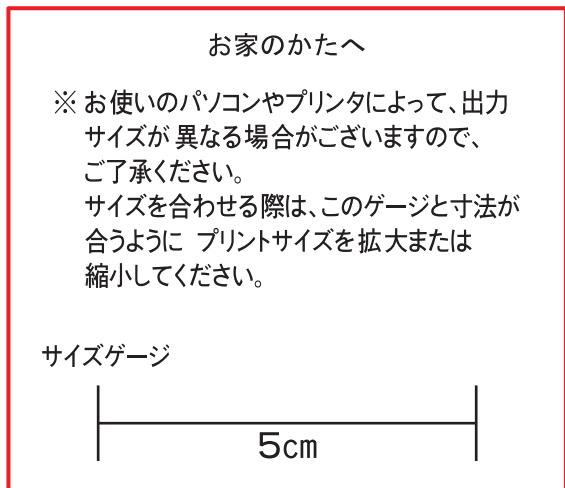 お家のかたへ
※ お使いのパソコンやプリンタによって、出力
サイズが 異なる場合がございますので、
ご了承ください。
サイズを合わせる際は、このゲージと寸法が
合うように プリントサイズを拡大または
縮小してください。
サイズゲージ
5cm